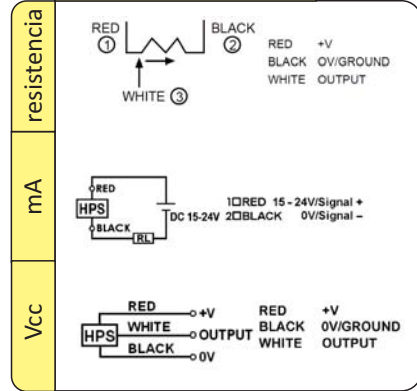 resistencia
RED
①
BLACK
②
WHITE ③
RED +V
BLACK 0V/GROUND
WHITE OUTPUT
mA
RED
HPS
BLACK
RL
DC 15-24V
1☐RED 15-24V/Signal +
2☐BLACK 0V/Signal -
Vcc
HPS
RED +V
WHITE OUTPUT
BLACK 0V
RED +V
BLACK 0V/GROUND
WHITE OUTPUT